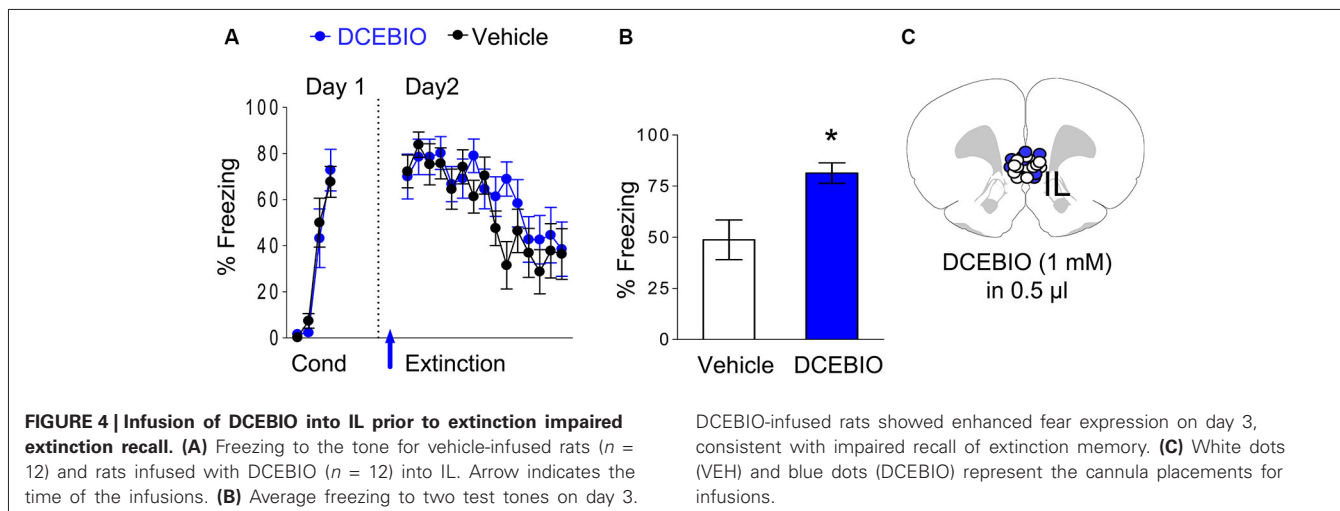 A
DCEBIO Vehicle
Day 1 Day2
% Freezing
100
80
60
40
20
0
Cond Extinction
B
% Freezing
100
75
50
25
0
*
Vehicle DCEBIO
C
IL
DCEBIO (1 mM)
in 0.5 µl
FIGURE 4 | Infusion of DCEBIO into IL prior to extinction impaired
extinction recall. (A) Freezing to the tone for vehicle-infused rats (n =
12) and rats infused with DCEBIO (n = 12) into IL. Arrow indicates the
time of the infusions. (B) Average freezing to two test tones on day 3.
DCEBIO-infused rats showed enhanced fear expression on day 3,
consistent with impaired recall of extinction memory. (C) White dots
(VEH) and blue dots (DCEBIO) represent the cannula placements for
infusions.